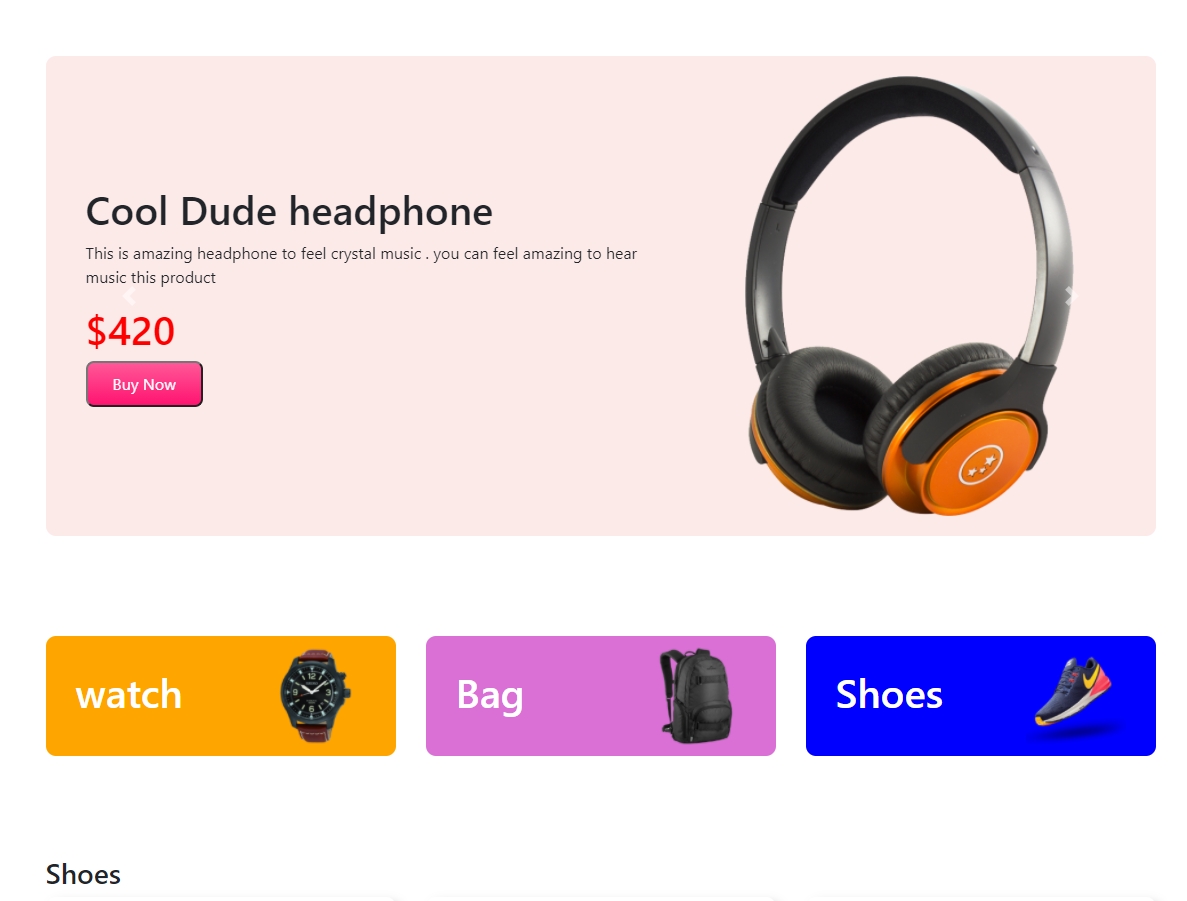 Cool Dude headphone
This is amazing headphone to feel crystal music . you can feel amazing to hear
music this product
$420
Buy Now
watch
Bag
Shoes
Shoes